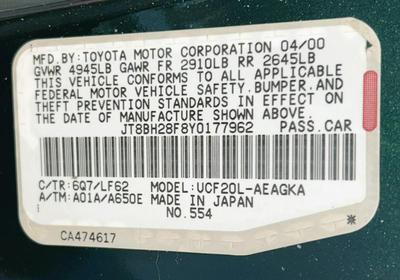 MFD.BY:TOYOTA MOTOR CORPORATION 04/00
GVWR 4945LB GAWR FR 2910LB RR 2645LB
THIS VEHICLE CONFORMS TO ALL APPLICABLE
FEDERAL MOTOR VEHICLE SAFETY,BUMPER,AND
THEFT PREVENTION STANDARDS IN EFFECT ON
THE DATE OF MANUFACTURE SHOWN ABOVE.
JT8BH28F8Y0177962 PASS.CAR
C/TR:6Q7/LF62 MODEL:UCF20L-AEAGKA
A/TM:A01A/A650E MADE IN JAPAN
NO.554
CA474617